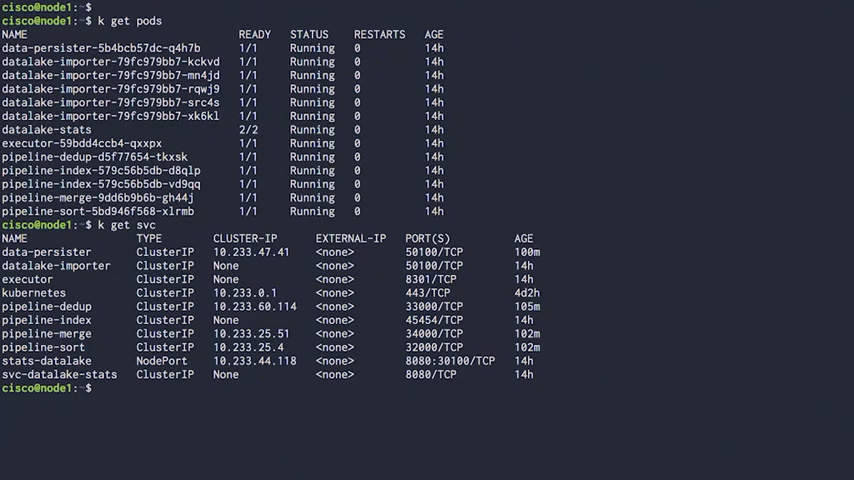 cisco@node1:~$
cisco@node1:~$ k get pods
NAME READY STATUS RESTARTS AGE
data-persister-5b4bcb57dc-q4h7b 1/1 Running 0 14h
datalake-importer-79fc979bb7-kckvd 1/1 Running 0 14h
datalake-importer-79fc979bb7-mn4jd 1/1 Running 0 14h
datalake-importer-79fc979bb7-rqwj9 1/1 Running 0 14h
datalake-importer-79fc979bb7-src4s 1/1 Running 0 14h
datalake-importer-79fc979bb7-xk6kl 1/1 Running 0 14h
datalake-stats 2/2 Running 0 14h
executor-59bdd4ccb4-qxxpx 1/1 Running 0 14h
pipeline-dedup-d5f77654-tkxsk 1/1 Running 0 14h
pipeline-index-579c56b5db-d8qlp 1/1 Running 0 14h
pipeline-index-579c56b5db-vd9qq 1/1 Running 0 14h
pipeline-merge-9dd6b9b6b-gh44j 1/1 Running 0 14h
pipeline-sort-5bd946f568-xlrmb 1/1 Running 0 14h
cisco@node1:~$ k get svc
NAME TYPE CLUSTER-IP EXTERNAL-IP PORT(S) AGE
data-persister ClusterIP 10.233.47.41 <none> 50100/TCP 100m
datalake-importer ClusterIP None <none> 50100/TCP 14h
executor ClusterIP None <none> 8301/TCP 14h
kubernetes ClusterIP 10.233.0.1 <none> 443/TCP 4d2h
pipeline-dedup ClusterIP 10.233.60.114 <none> 33000/TCP 105m
pipeline-index ClusterIP None <none> 45454/TCP 14h
pipeline-merge ClusterIP 10.233.25.51 <none> 34000/TCP 102m
pipeline-sort ClusterIP 10.233.25.4 <none> 32000/TCP 102m
stats-datalake NodePort 10.233.44.118 <none> 8080:30100/TCP 14h
svc-datalake-stats ClusterIP None <none> 8080/TCP 14h
cisco@node1:~$